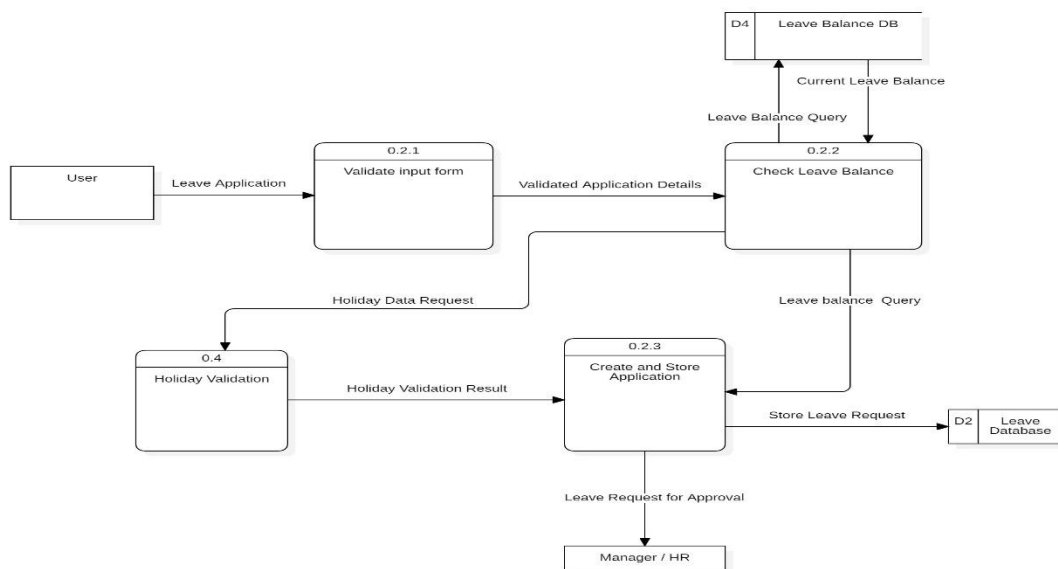 D4
Leave Balance DB
Current Leave Balance
Leave Balance Query
0.2.1
Validate input form
0.2.2
Check Leave Balance
User
Leave Application
Validated Application Details
Holiday Data Request
Leave balance  Query
0.4
Holiday Validation
Holiday Validation Result
0.2.3
Create and Store
Application
Store Leave Request
D2
Leave
Database
Leave Request for Approval
Manager / HR